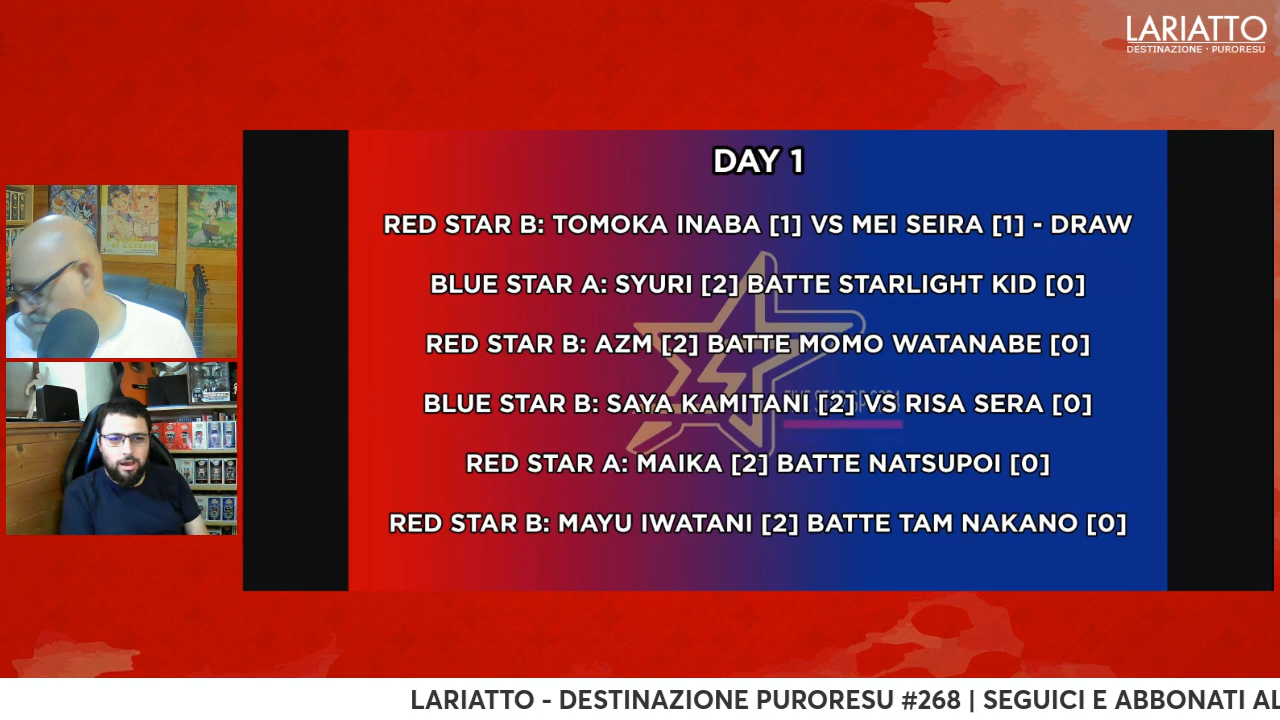 LARIATTO
DESTINAZIONE • PURORESU
DAY 1
RED STAR B: TOMOKA INABA [1] VS MEI SEIRA [1] - DRAW
BLUE STAR A: SYURI [2] BATTE STARLIGHT KID [0]
RED STAR B: AZM [2] BATTE MOMO WATANABE [0]
BLUE STAR B: SAYA KAMITANI [2] VS RISA SERA [0]
RED STAR A: MAIKA [2] BATTE NATSUPOI [0]
RED STAR B: MAYU IWATANI [2] BATTE TAM NAKANO [0]
LARIATTO - DESTINAZIONE PURORESU #268 | SEGUICI E ABBONATI AL